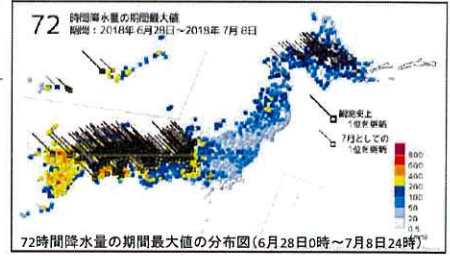 72 時間降水量の期間最大値
期間：2018年 6月28日～2018年 7月 8日
観測史上
1位を更新
7月としての
1位を更新
800
600
400
200
100
50
20
0.5
72時間降水量の期間最大値の分布図(6月28日0時～7月8日24時)